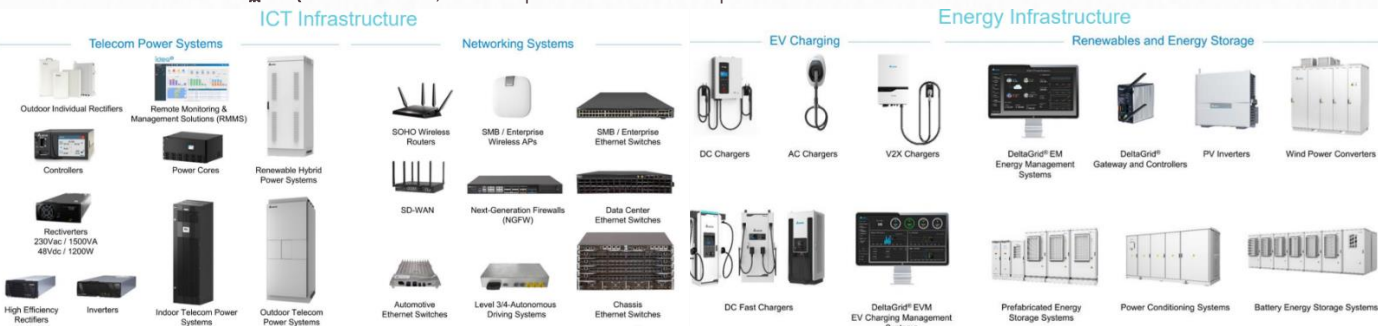 ICT Infrastructure
Telecom Power Systems
Outdoor Individual Rectifiers
Remote Monitoring &
Management Solutions (RMMS)
Controllers
Power Cores
Renewable Hybrid
Power Systems
Rectiverters
230Vac / 1500VA
48Vdc / 1200W
High Efficiency
Rectifiers
Inverters
Indoor Telecom Power
Systems
Outdoor Telecom
Power Systems
Networking Systems
SOHO Wireless
Routers
SMB / Enterprise
Wireless APs
SMB / Enterprise
Ethernet Switches
SD-WAN
Next-Generation Firewalls
(NGFW)
Data Center
Ethernet Switches
Automotive
Ethernet Switches
Level 3/4-Autonomous
Driving Systems
Chassis
Ethernet Switches
Energy Infrastructure
EV Charging
DC Chargers
AC Chargers
V2X Chargers
DC Fast Chargers
DeltaGrid® EVM
EV Charging Management
Renewables and Energy Storage
DeltaGrid® EM
Energy Management
Systems
DeltaGrid®
Gateway and Controllers
PV Inverters
Wind Power Converters
Prefabricated Energy
Storage Systems
Power Conditioning Systems
Battery Energy Storage Systems